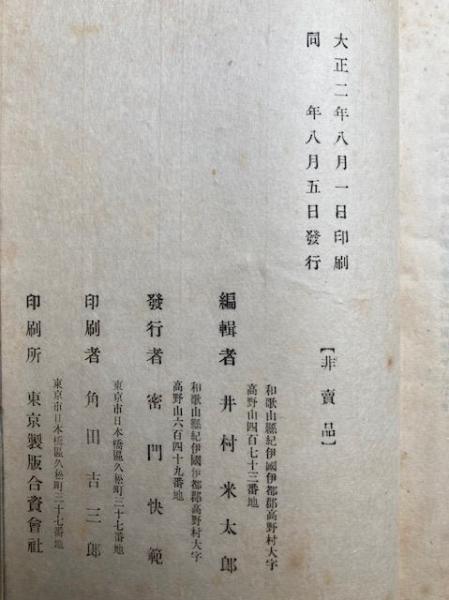 大正二年八月一日印刷
同　年八月五日發行
【非賣品】
和歌山縣紀伊國伊都郡高野村大字
高野山四百七十三番地
編輯者　井村米太郎
和歌山縣紀伊國伊都郡高野村大字
高野山六百四十九番地
發行者　密門快範
東京市日本橋區久松町三十七番地
印刷者　角田吉三郎
東京市日本橋區久松町三十七番地
印刷所　東京製版合資會社